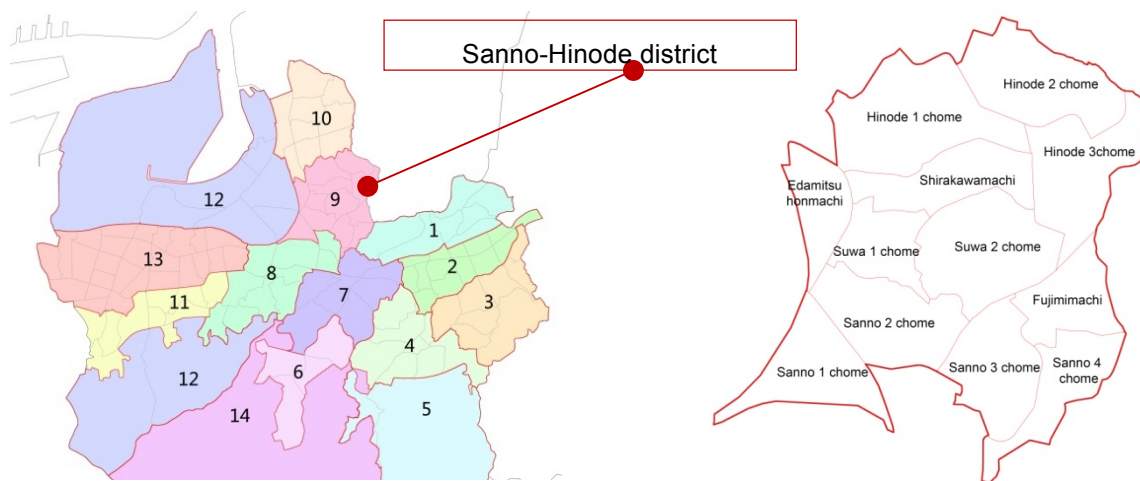 Sanno-Hinode district
10
9
12
1
13
8
2
7
11
3
4
12
6
5
14
Hinode 2 chome
Hinode 1 chome
Hinode 3chome
Edamitsu
honmachi
Shirakawamachi
Suwa 1 chome
Suwa 2 chome
Fujimimachi
Sanno 2 chome
Sanno 1 chome
Sanno 3 chome
Sanno 4
chome